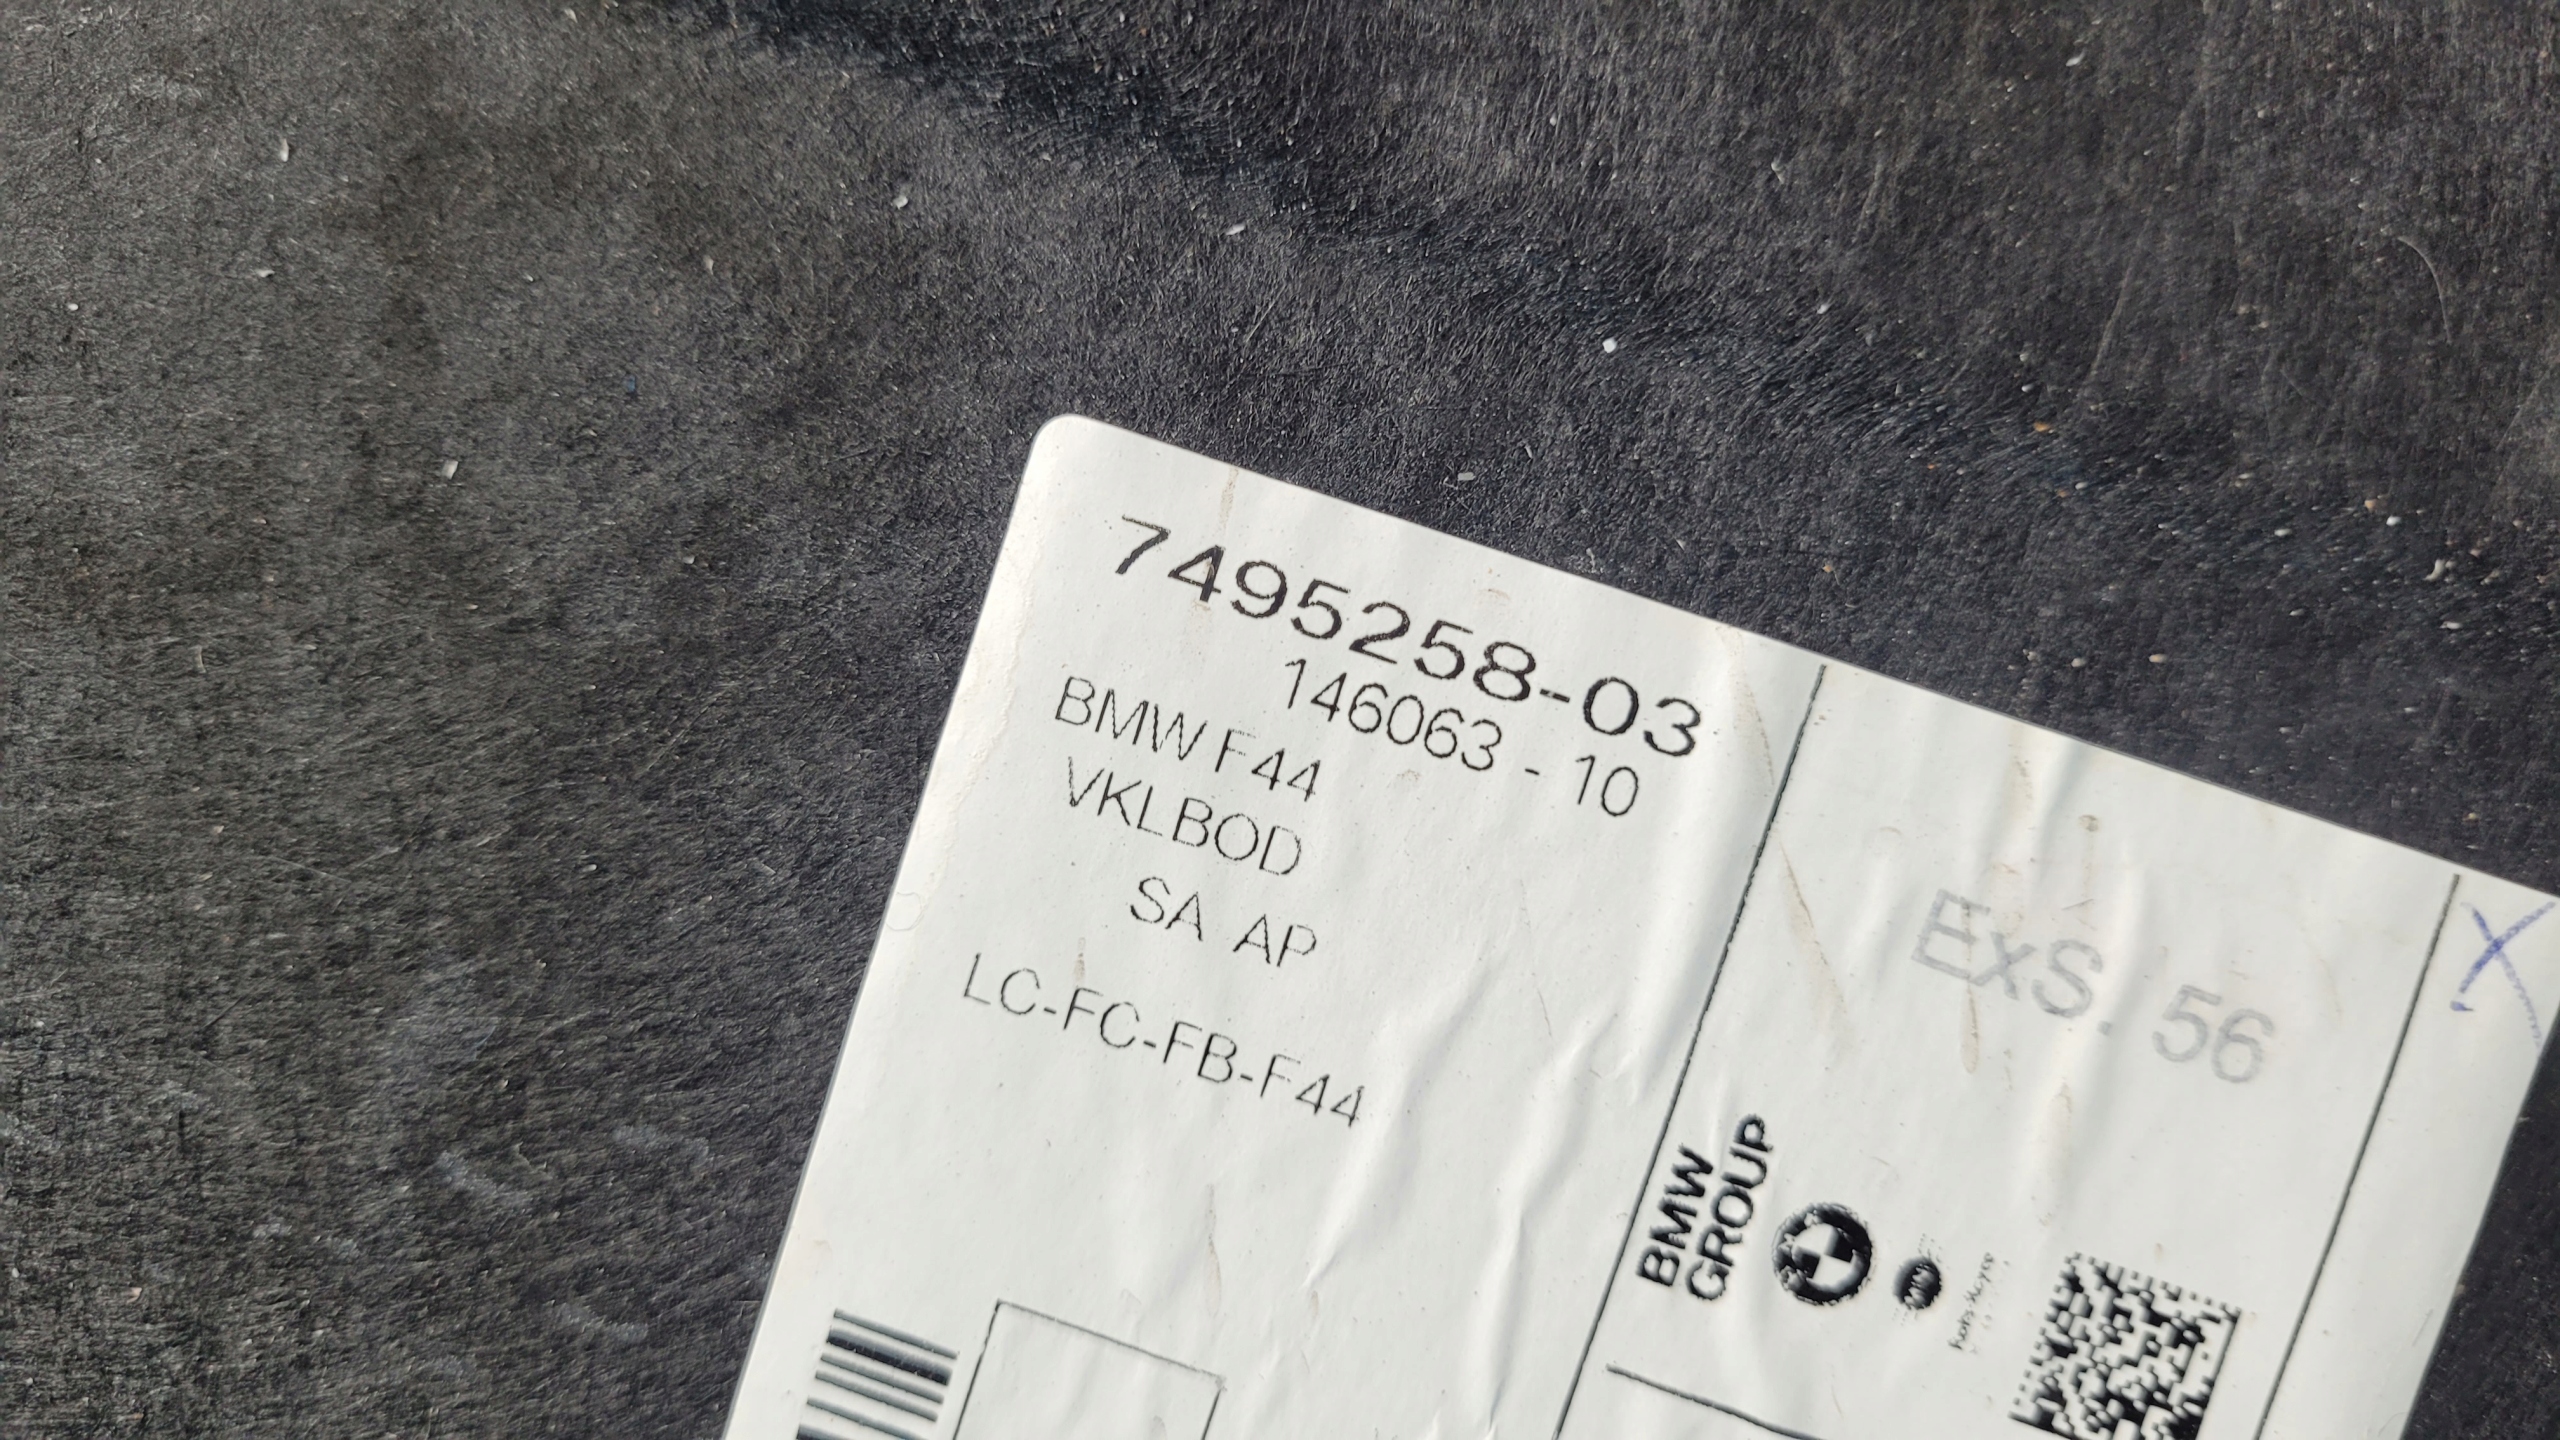 7495258-03
146063 - 10
BMW F44
VKLBOD
SA AP
LC-FC-FB-F44
ExS. 56
X
BMW
GROUP